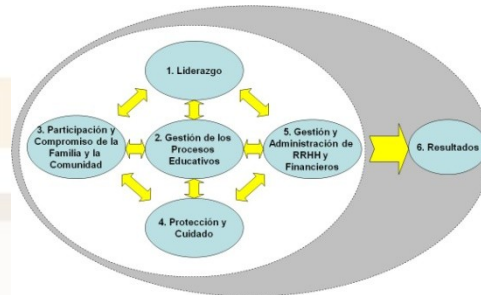 1. Liderazgo
3. Participación y
Compromiso de la
Familia y la
Comunidad
2. Gestión de los
Procesos
Educativos
5. Gestión y
Administración de
RRHH y
Financieros
6. Resultados
4. Protección y
Cuidado